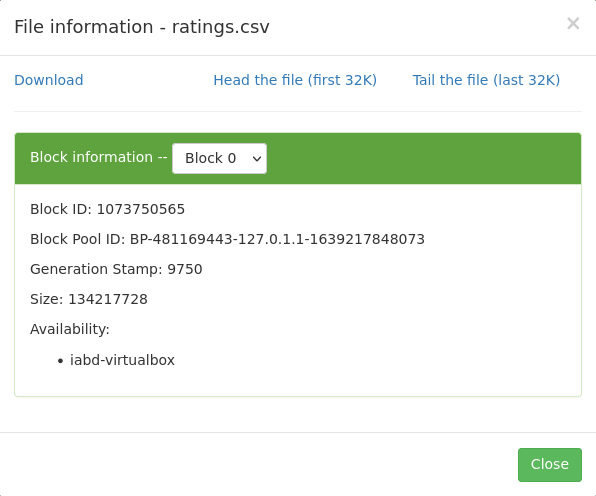 File information - ratings.csv ×
Download Head the file (first 32K) Tail the file (last 32K)
Block information -- Block 0
Block ID: 1073750565
Block Pool ID: BP-481169443-127.0.1.1-1639217848073
Generation Stamp: 9750
Size: 134217728
Availability:
• iabd-virtualbox
Close